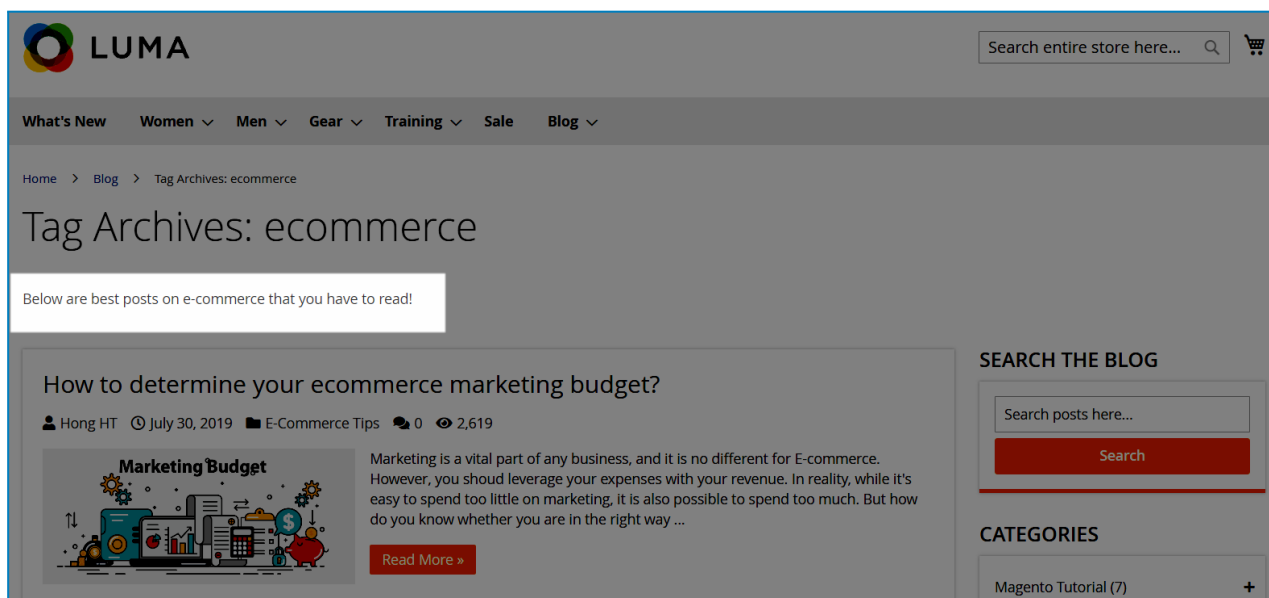 LUMA
Search entire store here...
What's New Women Men Gear Training Sale Blog
Home > Blog > Tag Archives: ecommerce
Tag Archives: ecommerce
Below are best posts on e-commerce that you have to read!
How to determine your ecommerce marketing budget?
Hong HT July 30, 2019 E-Commerce Tips 0 2,619
Marketing Budget
Marketing is a vital part of any business, and it is no different for E-commerce.
However, you shoud leverage your expenses with your revenue. In reality, while it's
easy to spend too little on marketing, it is also possible to spend too much. But how
do you know whether you are in the right way ...
Read More »
SEARCH THE BLOG
Search posts here...
Search
CATEGORIES
Magento Tutorial (7) +